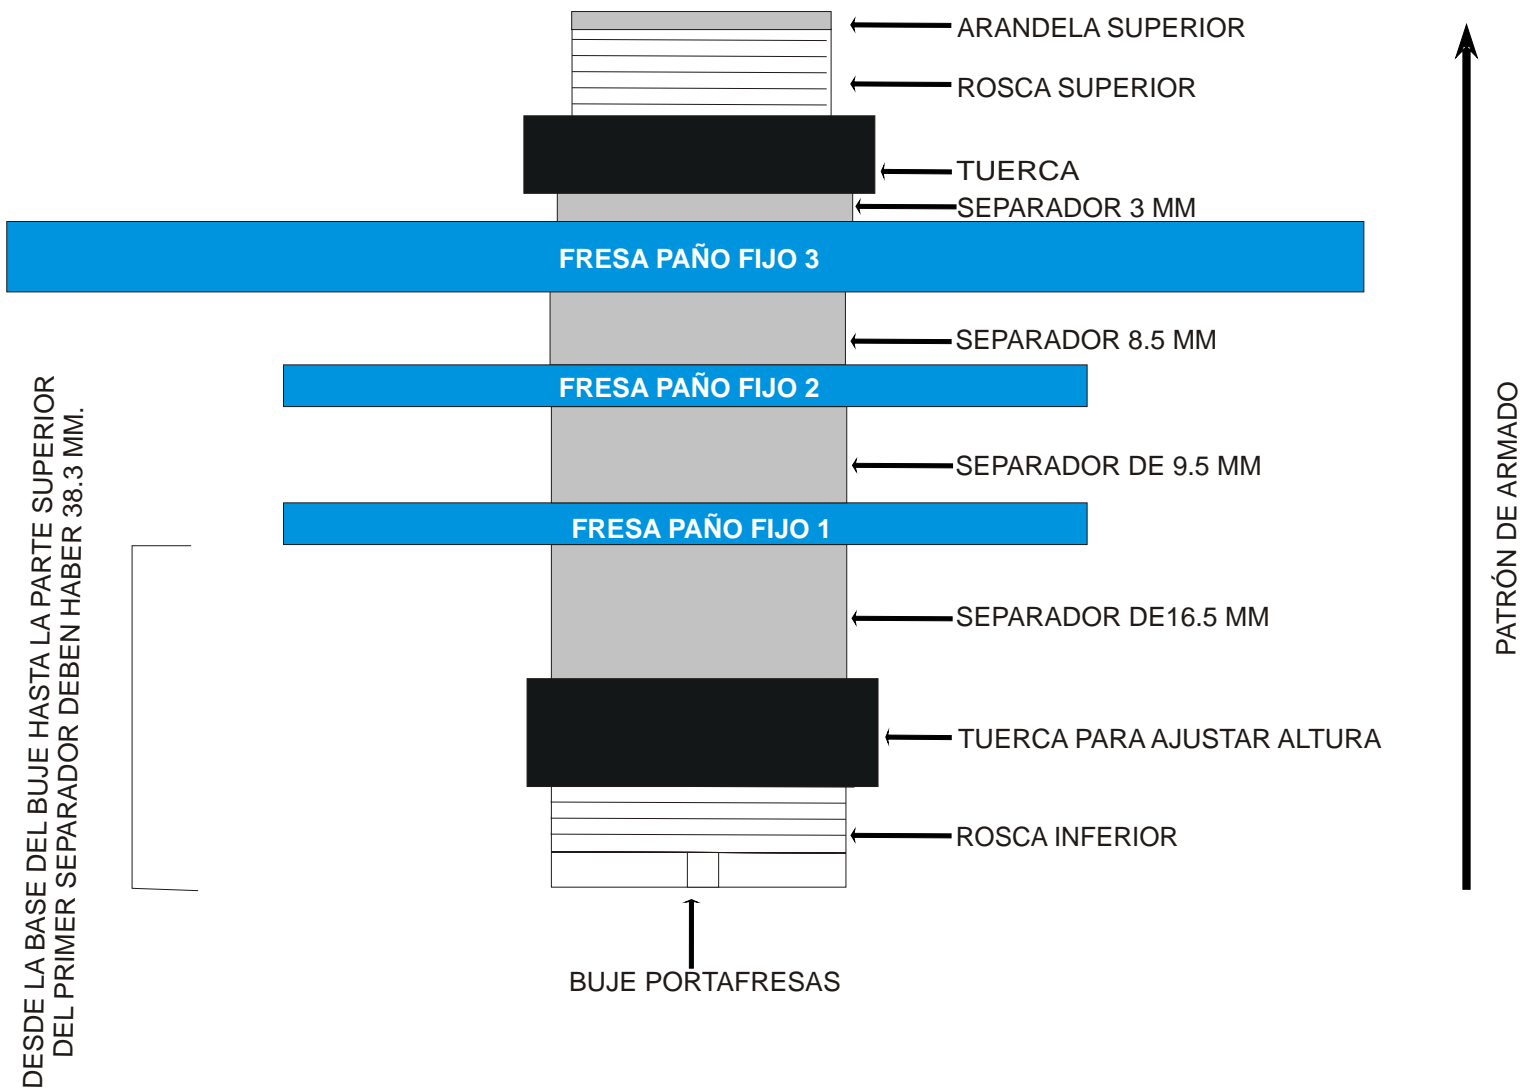 ARANDELA SUPERIOR
ROSCA SUPERIOR
TUERCA
SEPARADOR 3 MM
FRESA PAÑO FIJO 3
SEPARADOR 8.5 MM
FRESA PAÑO FIJO 2
SEPARADOR DE 9.5 MM
FRESA PAÑO FIJO 1
SEPARADOR DE16.5 MM
TUERCA PARA AJUSTAR ALTURA
ROSCA INFERIOR
BUJE PORTAFRESAS
DESDE LA BASE DEL BUJE HASTA LA PARTE SUPERIOR
DEL PRIMER SEPARADOR DEBEN HABER 38.3 MM.
PATRÓN DE ARMADO